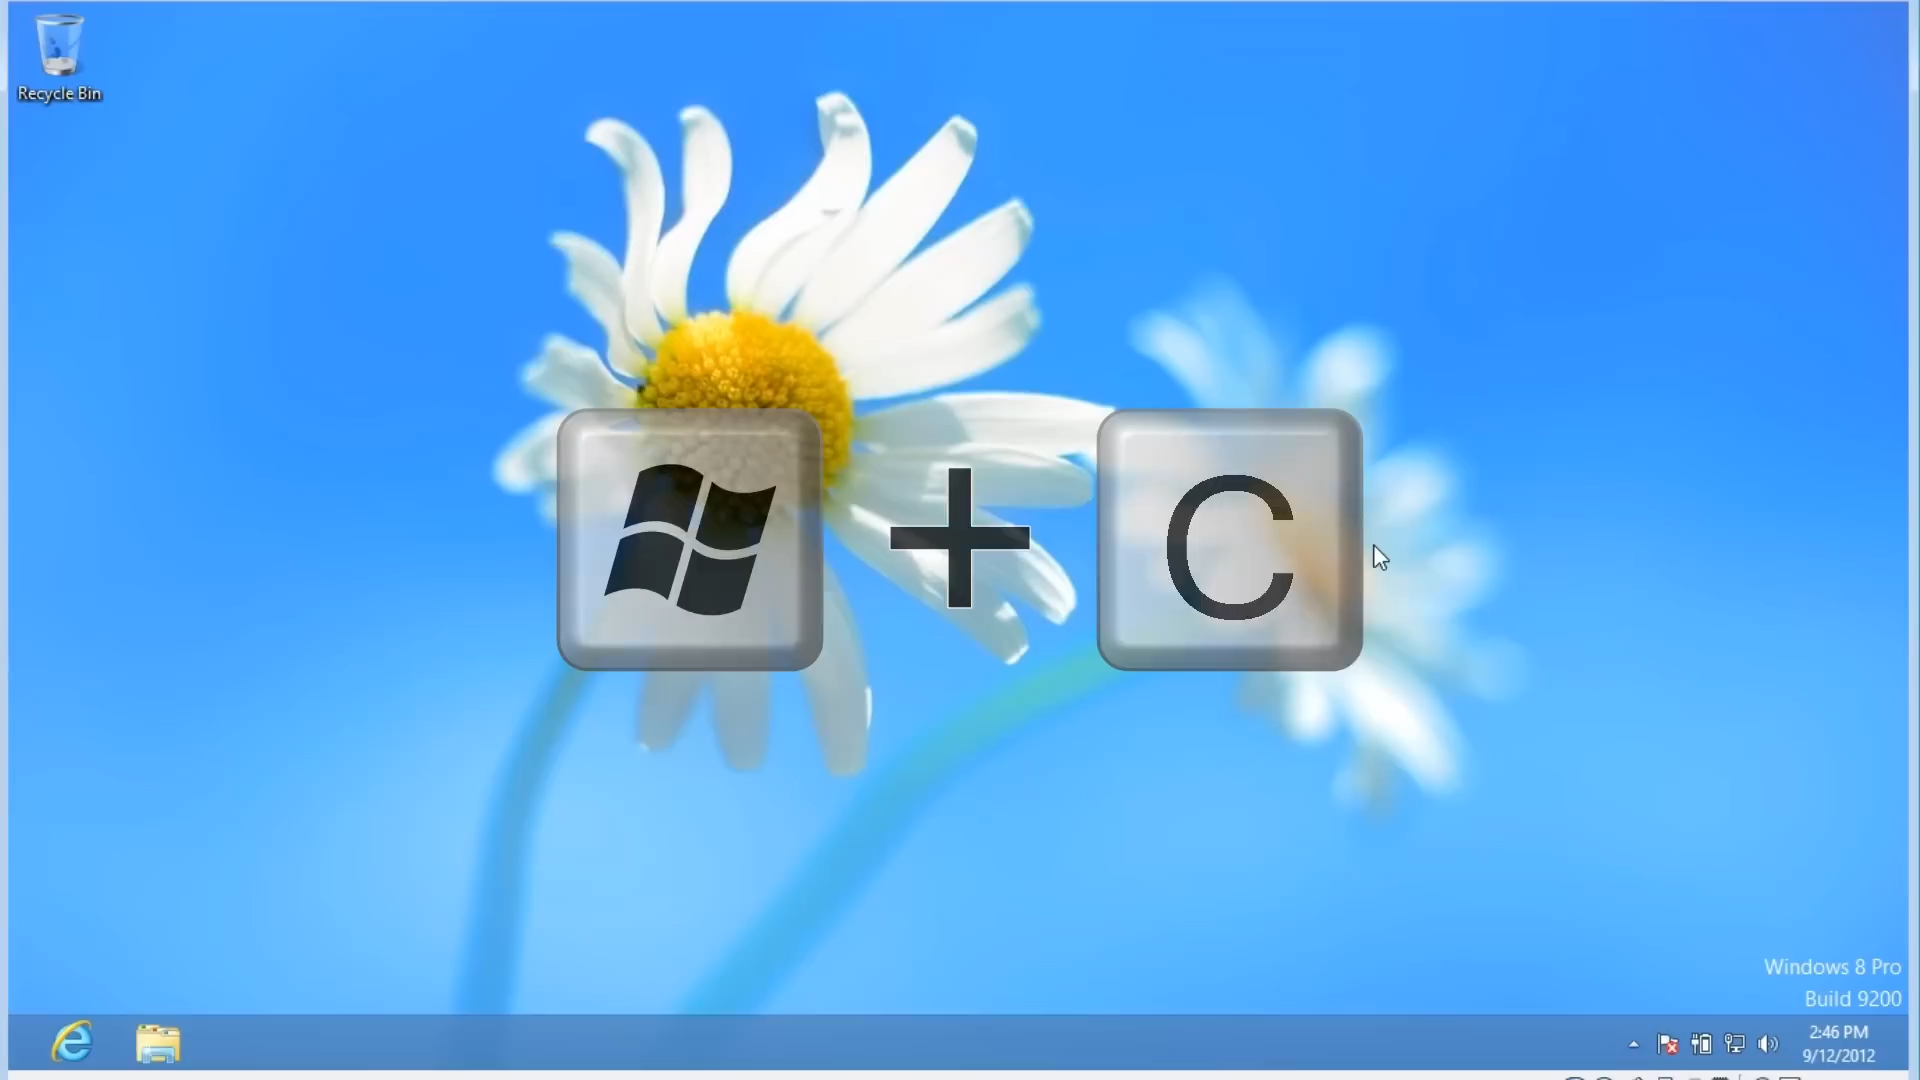 Recycle Bin
+ C
Windows 8 Pro
Build 9200
2:46 PM
9/12/2012